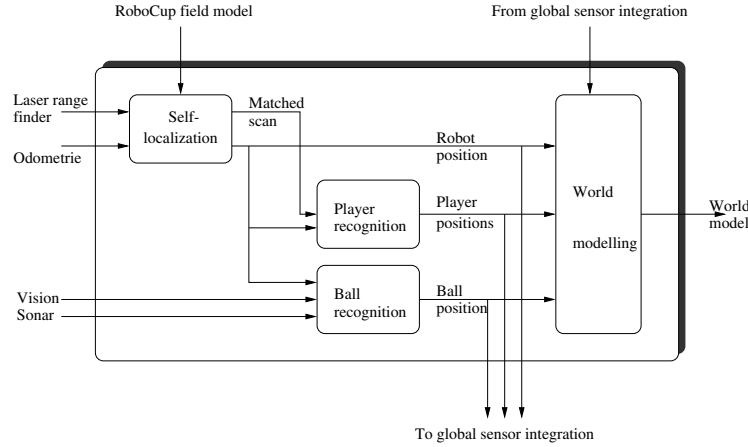 RoboCup field model
From global sensor integration
Laser range
finder
Odometrie
Self-
localization
Matched
scan
Robot
position
Player
recognition
Player
positions
World
modelling
World
model
Vision
Sonar
Ball
recognition
Ball
position
To global sensor integration